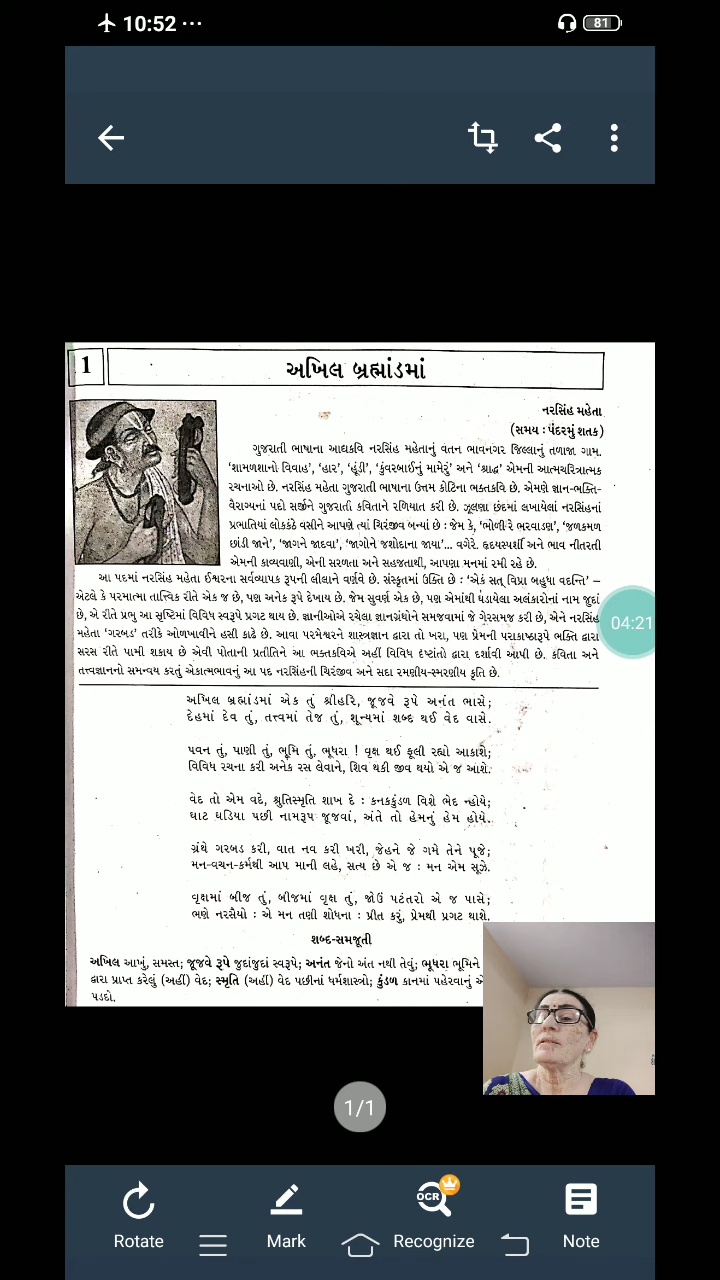 10:52 ...
81
1
અખિલ બ્રહ્માંડમાં
નરસિંહ મહેતા
(સમય : પંદરમું શતક)
ગુજરાતી ભાષાના આદ્યકવિ નરસિંહ મહેતાનું વતન ભાવનગર જિલ્લાનું તળાજા ગામ.
'શામળશાનો વિવાહ', 'હાર', 'હૂંડી', 'કુંવરબાઈનું મામેરું' અને 'શ્રાદ્ધ' એમની આત્મચરિત્રાત્મક
રચનાઓ છે. નરસિંહ મહેતા ગુજરાતી ભાષાના ઉત્તમ કોટિના ભક્તકવિ છે. એમણે જ્ઞાન-ભક્તિ-
વૈરાગ્યનાં પદો સર્જીને ગુજરાતી કવિતાને રળિયાત કરી છે. ઝૂલણા છંદમાં લખાયેલાં નરસિંહનાં
પ્રભાતિયાં લોકકંઠે વસીને આપણે ત્યાં ચિરંજીવ બન્યાં છે : જેમ કે, 'ભોળી રે ભરવાડણ', 'જળકમળ
છાંડી જાને', 'જાગને જાદવા', 'જાગોને જશોદાના જાયા'... વગેરે. હૃદયસ્પર્શી અને ભાવ નીતરતી
એમની કાવ્યવાણી, એની સરળતા અને સહજતાથી, આપણા મનમાં રમી રહે છે.
આ પદમાં નરસિંહ મહેતા ઈશ્વરના સર્વવ્યાપક રૂપની લીલાને વર્ણવે છે. સંસ્કૃતમાં ઉક્તિ છે : 'એકં સત્ વિપ્રા બહુધા વદન્તિ' –
એટલે કે પરમાત્મા તાત્ત્વિક રીતે એક જ છે, પણ અનેક રૂપે દેખાય છે. જેમ સુવર્ણ એક છે, પણ એમાંથી ઘડાયેલા અલંકારોનાં નામ જૂદાં
છે, એ રીતે પ્રભુ આ સૃષ્ટિમાં વિવિધ સ્વરૂપે પ્રગટ થાય છે. જ્ઞાનીઓએ રચેલા જ્ઞાનગ્રંથોને સમજવામાં જે ગેરસમજ કરી છે, એને નરસિંહ
મહેતા 'ગરબડ' તરીકે ઓળખાવીને હસી કાઢે છે. આવા પરમેશ્વરને શાસ્ત્રજ્ઞાન દ્વારા તો ખરા, પણ પ્રેમની પરાકાષ્ઠારૂપે ભક્તિ દ્વારા
સરસ રીતે પામી શકાય છે એવી પોતાની પ્રતીતિને આ ભક્તકવિએ અહીં વિવિધ દૃષ્ટાંતો દ્વારા દર્શાવી આપી છે. કવિતા અને
તત્ત્વજ્ઞાનનો સમન્વય કરતું એકાત્મભાવનું આ પદ નરસિંહની ચિરંજીવ અને સદા રમણીય-સ્મરણીય કૃતિ છે.
04:21
અખિલ બ્રહ્માંડમાં એક તું શ્રીહરિ, જૂજવે રૂપે અનંત ભાસે;
દેહમાં દેવ તું, તત્ત્વમાં તેજ તું, શૂન્યમાં શબ્દ થઈ વેદ વાસે.
પવન તું, પાણી તું, ભૂમિ તું, ભૂધરા ! વૃક્ષ થઈ ફૂલી રહ્યો આકાશે;
વિવિધ રચના કરી અનેક રસ લેવાને, શિવ થકી જીવ થયો એ જ આશે.
વેદ તો એમ વદે, શ્રુતિસ્મૃતિ શાખ દે : કનકકુંડળ વિશે ભેદ ન્હોયે;
ઘાટ ઘડિયા પછી નામરૂપ જૂજવાં, અંતે તો હેમનું હેમ હોયે.
ગ્રંથે ગરબડ કરી, વાત નવ કરી ખરી, જેહને જે ગમે તેને પૂજે;
મન-વચન-કર્મથી આપ માની લહે, સત્ય છે એ જ : મન એમ સૂઝે.
વૃક્ષમાં બીજ તું, બીજમાં વૃક્ષ તું, જોઉં પટંતરો એ જ પાસે;
ભણે નરસૈયો : એ મન તણી શોધના : પ્રીત કરું, પ્રેમથી પ્રગટ થાશે.
શબ્દ-સમજૂતી
અખિલ આખું, સમસ્ત; જૂજવે રૂપે જુદાંજુદાં સ્વરૂપે; અનંત જેનો અંત નથી તેવું; ભૂધરા ભૂમિને
દ્વારા પ્રાપ્ત કરેલું (અહીં) વેદ; સ્મૃતિ (અહીં) વેદ પછીનાં ધર્મશાસ્ત્રો; કુંડળ કાનમાં પહેરવાનું
પડદો.
1/1
OCR
Rotate Mark Recognize Note